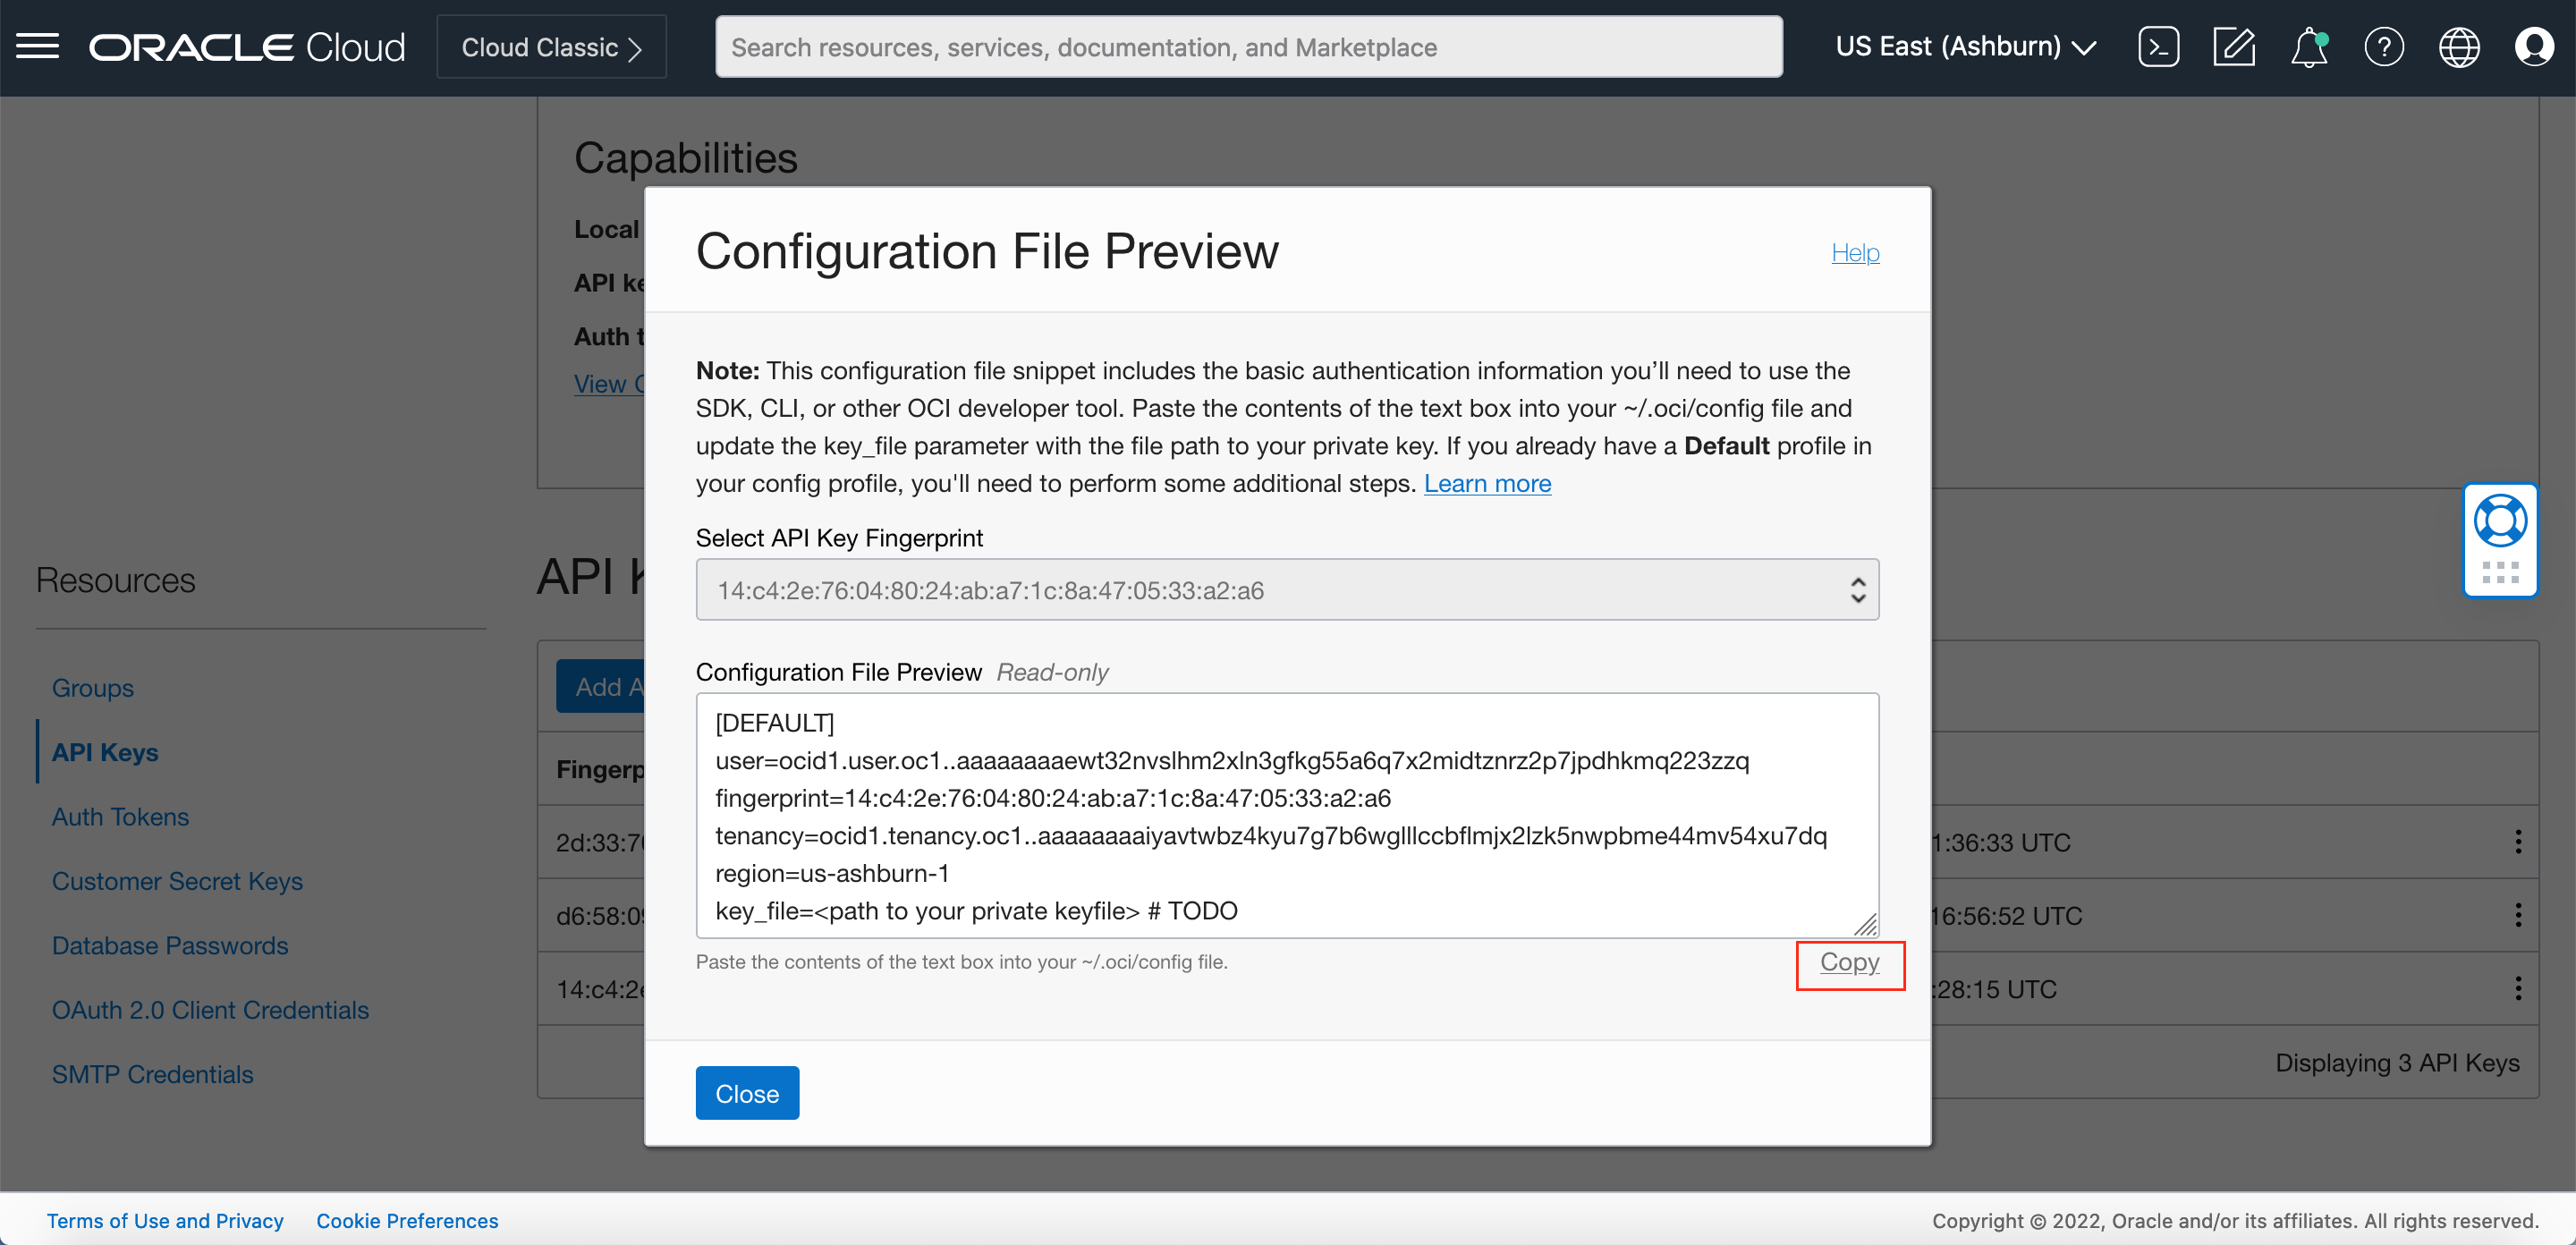 ORACLE Cloud
Cloud Classic
Search resources, services, documentation, and Marketplace
US East (Ashburn)
Capabilities
Local
API ke
Auth t
View C
Configuration File Preview
Help
Note: This configuration file snippet includes the basic authentication information you’ll need to use the
SDK, CLI, or other OCI developer tool. Paste the contents of the text box into your ~/.oci/config file and
update the key_file parameter with the file path to your private key. If you already have a Default profile in
your config profile, you'll need to perform some additional steps. Learn more
Select API Key Fingerprint
14:c4:2e:76:04:80:24:ab:a7:1c:8a:47:05:33:a2:a6
Configuration File Preview Read-only
[DEFAULT]
user=ocid1.user.oc1..aaaaaaaaewt32nvslhm2xln3gfkg55a6q7x2midtznrz2p7jpdhkmq223zzq
fingerprint=14:c4:2e:76:04:80:24:ab:a7:1c:8a:47:05:33:a2:a6
tenancy=ocid1.tenancy.oc1..aaaaaaaaiyavtwbz4kyu7g7b6wglllccbflmjx2lzk5nwpbme44mv54xu7dq
region=us-ashburn-1
key_file=<path to your private keyfile> # TODO
Paste the contents of the text box into your ~/.oci/config file.
Copy
Close
Resources
Groups
API Keys
Auth Tokens
Customer Secret Keys
Database Passwords
OAuth 2.0 Client Credentials
SMTP Credentials
API K
Add A
Fingerp
2d:33:7
1:36:33 UTC
d6:58:09
16:56:52 UTC
14:c4:2e
:28:15 UTC
Displaying 3 API Keys
Terms of Use and Privacy
Cookie Preferences
Copyright © 2022, Oracle and/or its affiliates. All rights reserved.